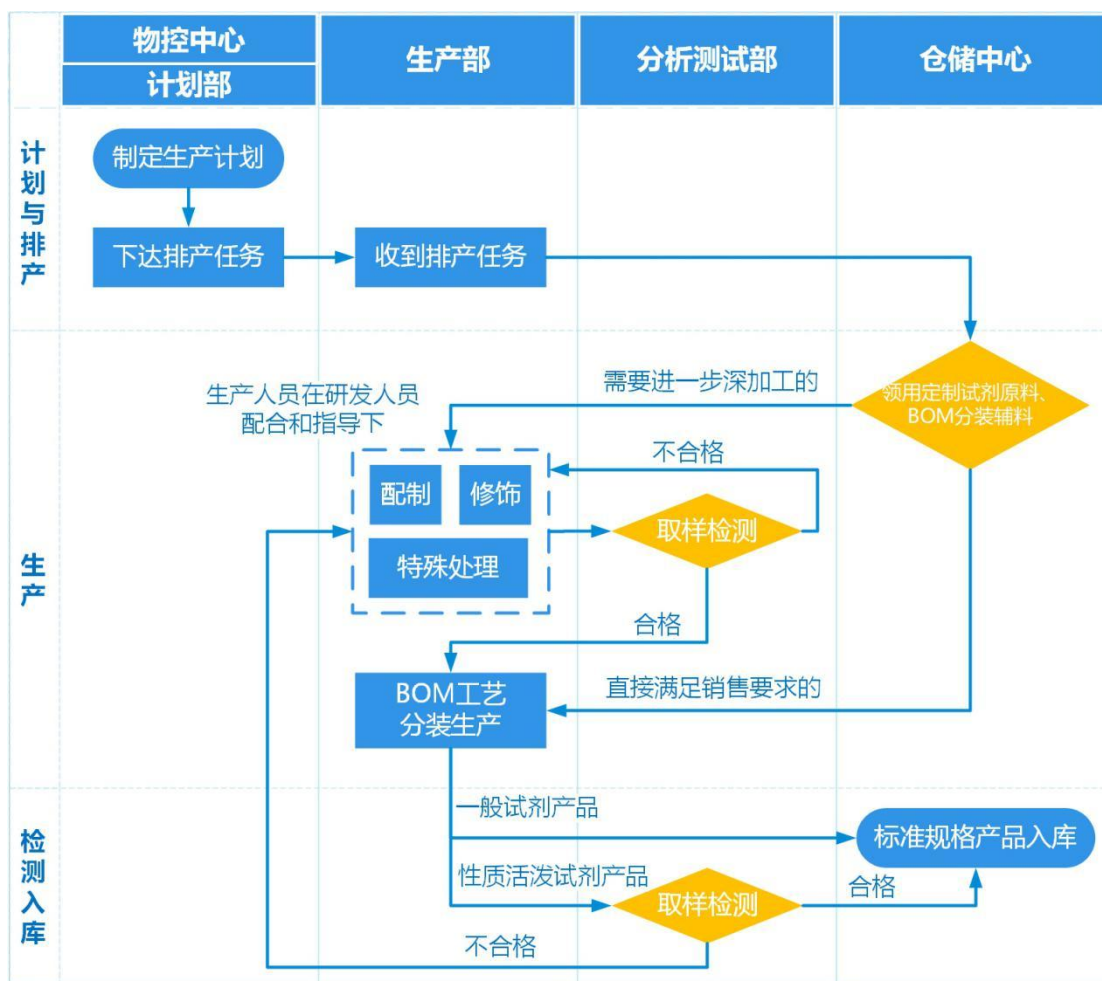 物控中心
计划部
生产部
分析测试部
仓储中心
计划与排产
制定生产计划
下达排产任务
收到排产任务
生产
生产人员在研发人员
配合和指导下
需要进一步深加工的
领用定制试剂原料、
BOM分装辅料
不合格
配制
修饰
特殊处理
取样检测
合格
直接满足销售要求的
BOM工艺
分装生产
检测入库
一般试剂产品
标准规格产品入库
性质活泼试剂产品
取样检测
合格
不合格